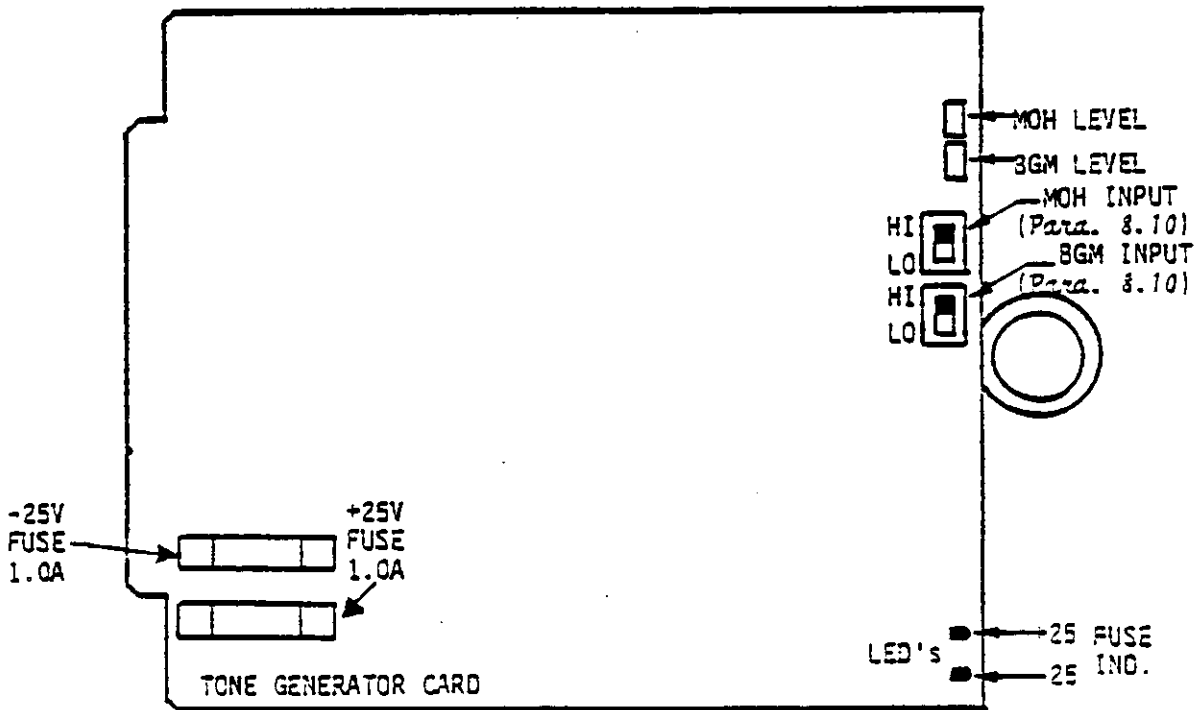 MOH LEVEL
BGM LEVEL
MOH INPUT
(Para. 8.10)
HI
LO
BGM INPUT
(Para. 8.10)
HI
LO
-25V
FUSE
1.0A
+25V
FUSE
1.0A
LED's
25 FUSE
25 IND.
TONE GENERATOR CARD